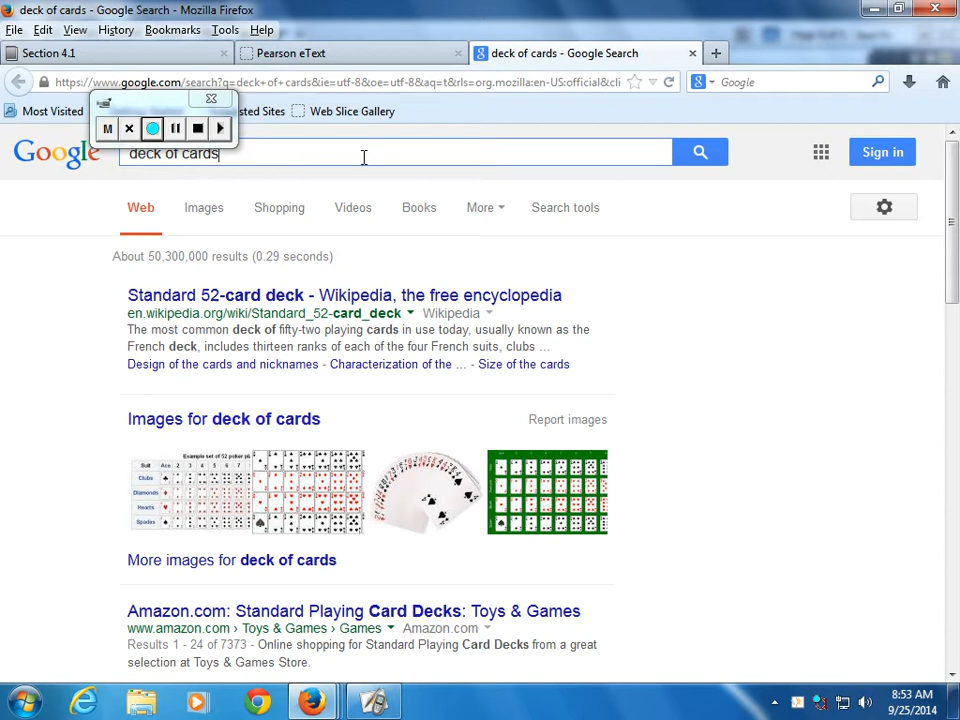 deck of cards - Google Search - Mozilla Firefox
File Edit View History Bookmarks Tools Help
Section 4.1
Pearson eText
deck of cards - Google Search
https://www.google.com/search?q=deck+of+cards&ie=utf-8&oe=utf-8&aq=t&rls=org.mozilla:en-US:official&cli
Google
Most Visited
sted Sites
Web Slice Gallery
M
Google
deck of cards
Sign in
Web Images Shopping Videos Books More Search tools
About 50,300,000 results (0.29 seconds)
Standard 52-card deck - Wikipedia, the free encyclopedia
en.wikipedia.org/wiki/Standard_52-card_deck Wikipedia
The most common deck of fifty-two playing cards in use today, usually known as the
French deck, includes thirteen ranks of each of the four French suits, clubs ...
Design of the cards and nicknames - Characterization of the ... - Size of the cards
Images for deck of cards
Report images
Example set of 52 poker pl
Suit Ace 2 3 4 5 6 7
Clubs
Diamonds
Hearts
Spades
More images for deck of cards
Amazon.com: Standard Playing Card Decks: Toys & Games
www.amazon.com › Toys & Games › Games Amazon.com
Results 1 - 24 of 7373 - Online shopping for Standard Playing Card Decks from a great
selection at Toys & Games Store.
8:53 AM
9/25/2014